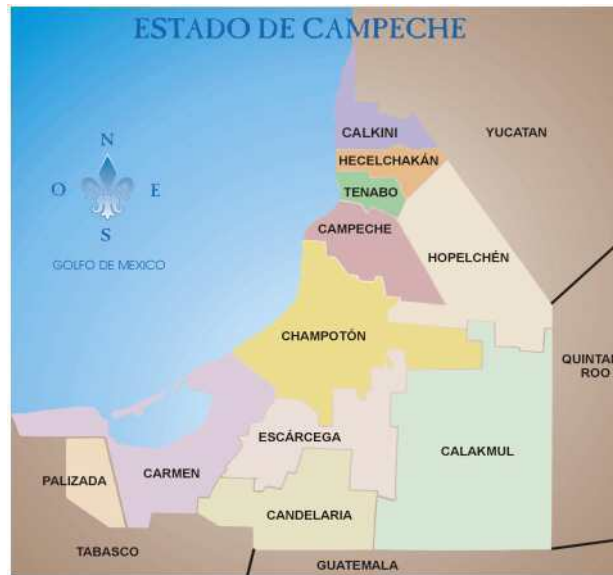 ESTADO DE CAMPECHE
N
O
E
S
GOLFO DE MEXICO
CALKINI
YUCATAN
HECELCHAKÁN
TENABO
CAMPECHE
HOPELCHÉN
CHAMPOTÓN
QUINTAN
ROO
ESCÁRCEGA
CALAKMUL
CARMEN
PALIZADA
CANDELARIA
TABASCO
GUATEMALA